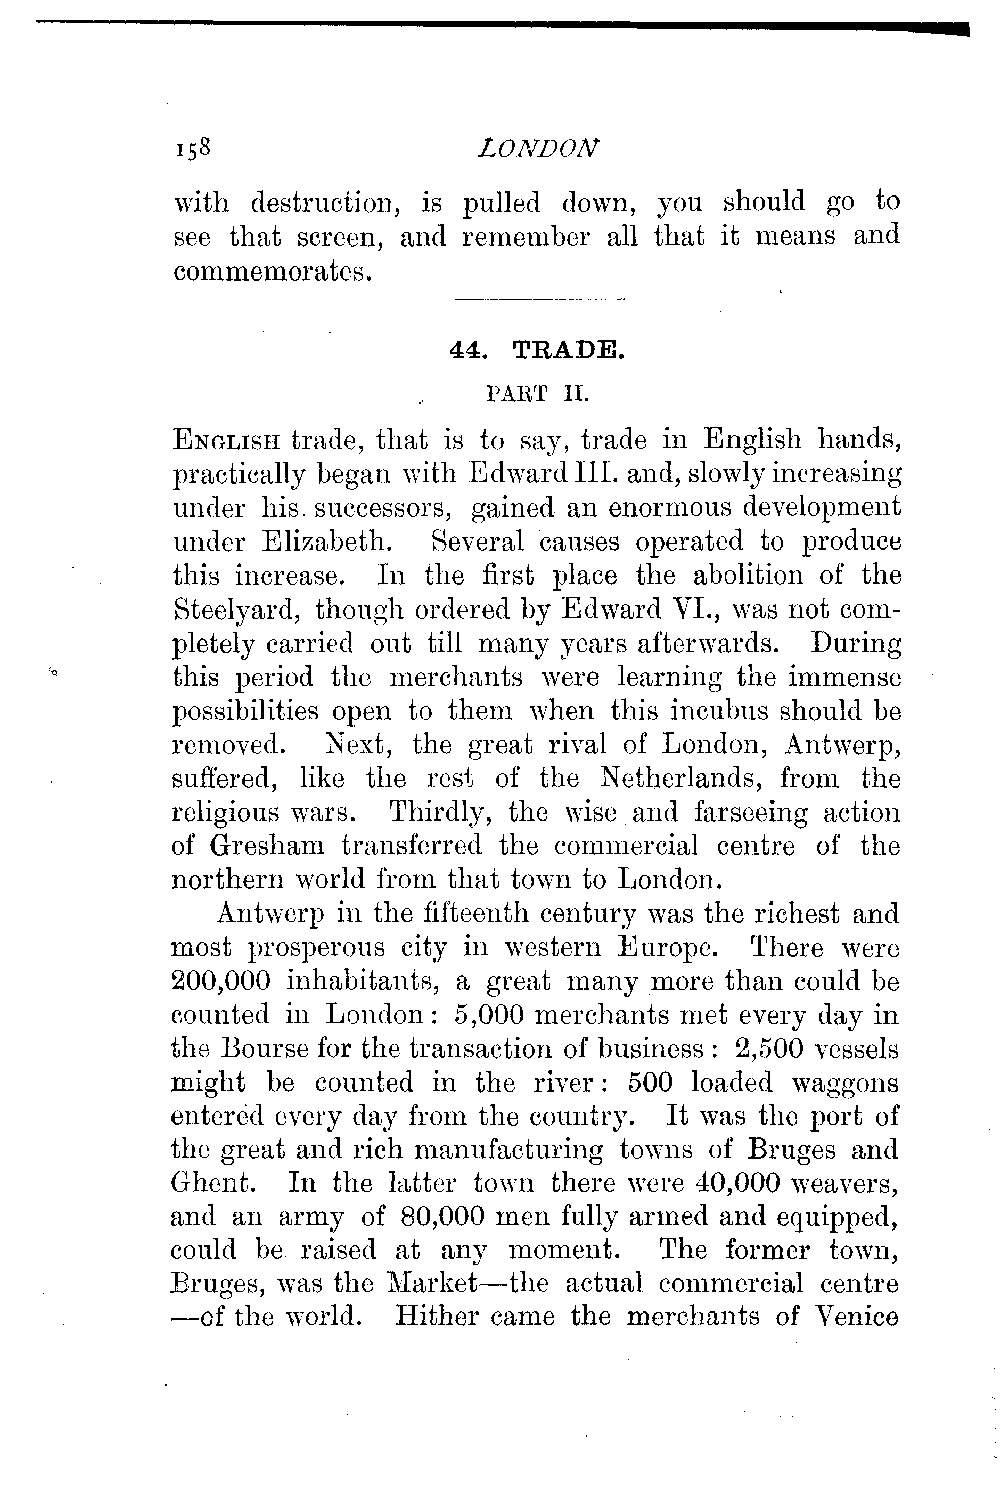 158 LONDON
with destruction, is pulled down, you should go to
see that screen, and remember all that it means and
commemorates.
44. TRADE.
PART II.
ENGLISH trade, that is to say, trade in English hands,
practically began with Edward III. and, slowly increasing
under his successors, gained an enormous development
under Elizabeth. Several causes operated to produce
this increase. In the first place the abolition of the
Steelyard, though ordered by Edward VI., was not com-
pletely carried out till many years afterwards. During
this period the merchants were learning the immense
possibilities open to them when this incubus should be
removed. Next, the great rival of London, Antwerp,
suffered, like the rest of the Netherlands, from the
religious wars. Thirdly, the wise and farseeing action
of Gresham transferred the commercial centre of the
northern world from that town to London.
Antwerp in the fifteenth century was the richest and
most prosperous city in western Europe. There were
200,000 inhabitants, a great many more than could be
counted in London: 5,000 merchants met every day in
the Bourse for the transaction of business: 2,500 vessels
might be counted in the river: 500 loaded waggons
entered every day from the country. It was the port of
the great and rich manufacturing towns of Bruges and
Ghent. In the latter town there were 40,000 weavers,
and an army of 80,000 men fully armed and equipped,
could be raised at any moment. The former town,
Bruges, was the Market—the actual commercial centre
—of the world. Hither came the merchants of Venice